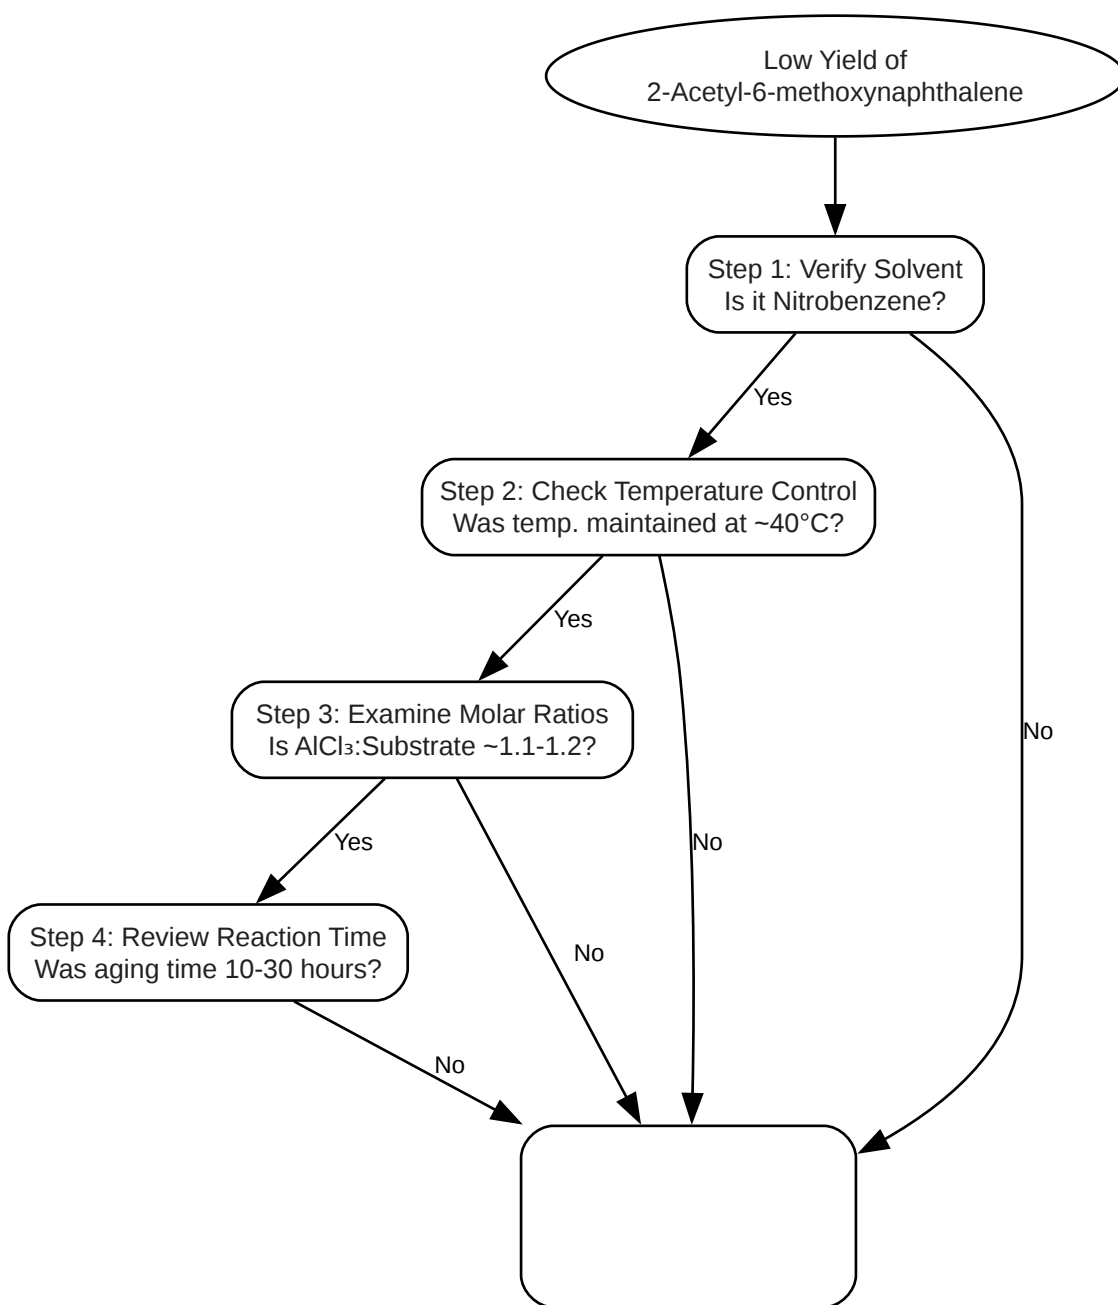 Low Yield of
2-Acetyl-6-methoxynaphthalene
Step 1: Verify Solvent
Is it Nitrobenzene?
Yes
Step 2: Check Temperature Control
Was temp. maintained at ~40°C?
Yes
Step 3: Examine Molar Ratios
Is AlCl₃:Substrate ~1.1-1.2?
No
Yes
No
Step 4: Review Reaction Time
Was aging time 10-30 hours?
No
No